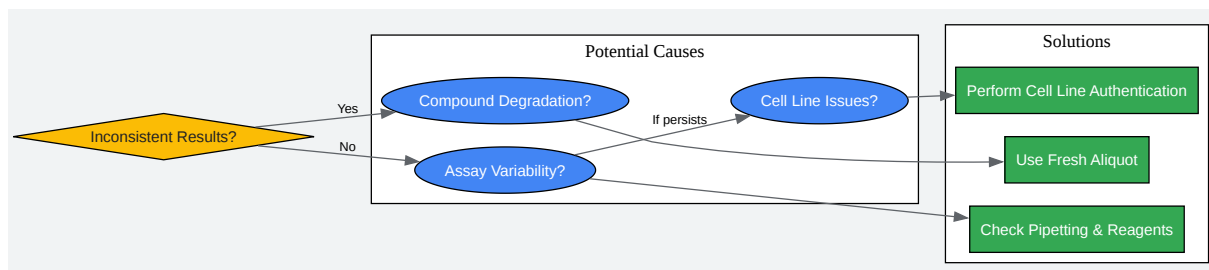 Potential Causes
Solutions
Inconsistent Results?
Yes
No
Compound Degradation?
Assay Variability?
If persists
Cell Line Issues?
Perform Cell Line Authentication
Use Fresh Aliquot
Check Pipetting & Reagents